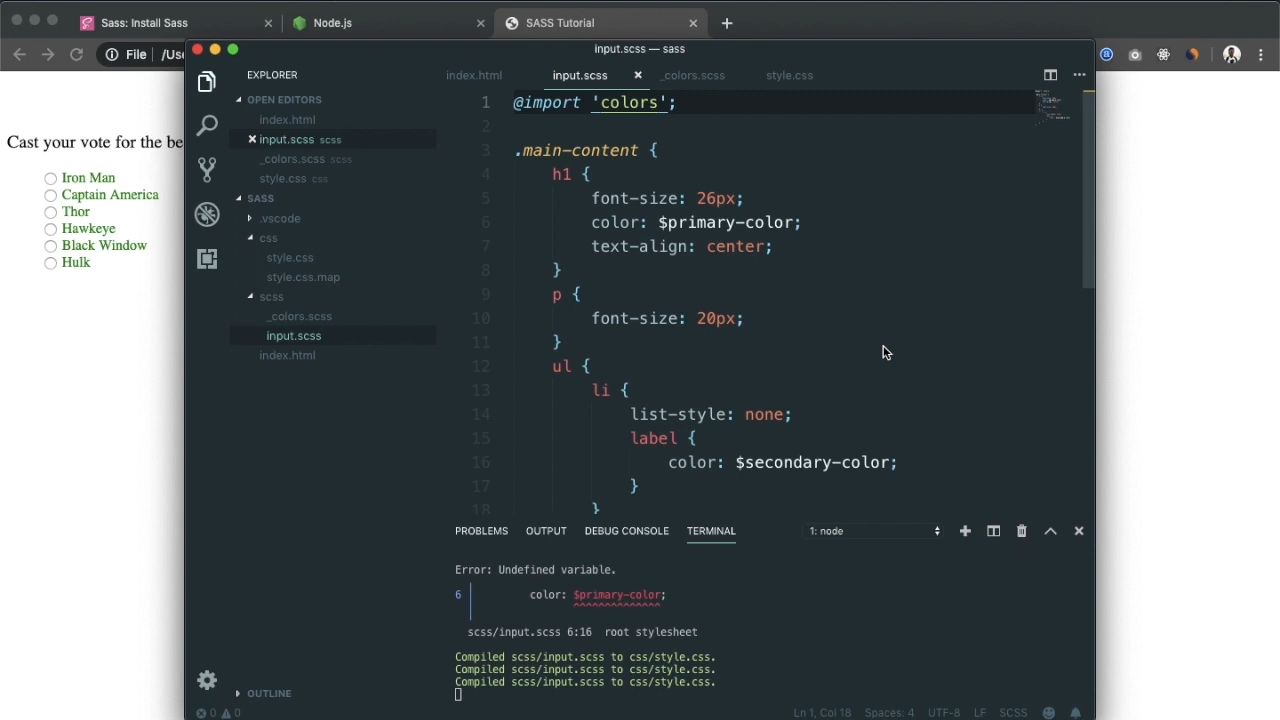 Sass: Install Sass
Node.js
SASS Tutorial
File
/Use
input.scss — sass
EXPLORER
OPEN EDITORS
index.html
input.scss scss
_colors.scss scss
style.css css
SASS
.vscode
css
style.css
style.css.map
scss
_colors.scss
input.scss
index.html
OUTLINE
0 0
Cast your vote for the be
Iron Man
Captain America
Thor
Hawkeye
Black Window
Hulk
index.html
input.scss
_colors.scss
style.css
1 @import 'colors';
2
3 .main-content {
4 h1 {
5 font-size: 26px;
6 color: $primary-color;
7 text-align: center;
8 }
9 p {
10 font-size: 20px;
11 }
12 ul {
13 li {
14 list-style: none;
15 label {
16 color: $secondary-color;
17 }
18 }
PROBLEMS OUTPUT DEBUG CONSOLE TERMINAL
1: node
Error: Undefined variable.
6 color: $primary-color;
^^^^^^^^^^^^^^
scss/input.scss 6:16 root stylesheet
Compiled scss/input.scss to css/style.css.
Compiled scss/input.scss to css/style.css.
Compiled scss/input.scss to css/style.css.
Ln 1, Col 18 Spaces: 4 UTF-8 LF SCSS